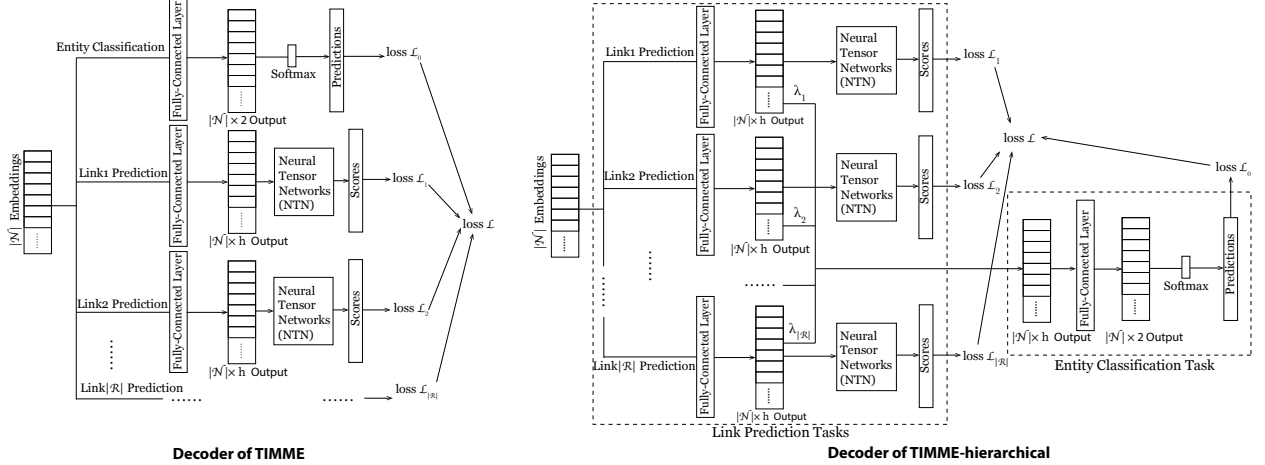 |𝒩| Embeddings
......
Entity Classification
Fully-Connected Layer
......
|𝒩| × 2 Output
Softmax
Predictions
loss ℒ₀
Link1 Prediction
Fully-Connected Layer
......
|𝒩|× h Output
Neural
Tensor
Networks
(NTN)
Scores
loss ℒ₁
loss ℒ
Link2 Prediction
Fully-Connected Layer
......
|𝒩|× h Output
Neural
Tensor
Networks
(NTN)
Scores
loss ℒ₂
......
Link|ℛ| Prediction
......
......
loss ℒ|ℛ|
Decoder of TIMME
|𝒩| Embeddings
......
Link1 Prediction
Fully-Connected Layer
......
|𝒩|× h Output
λ₁
Neural
Tensor
Networks
(NTN)
Scores
loss ℒ₁
Link2 Prediction
Fully-Connected Layer
......
|𝒩|× h Output
λ₂
Neural
Tensor
Networks
(NTN)
Scores
loss ℒ₂
......
......
......
Link|ℛ| Prediction
Fully-Connected Layer
......
|𝒩|× h Output
λ|ℛ|
Neural
Tensor
Networks
(NTN)
Scores
loss ℒ|ℛ|
Link Prediction Tasks
loss ℒ
loss ℒ₀
......
|𝒩|× h Output
Fully-Connected Layer
......
|𝒩|× 2 Output
Softmax
Predictions
Entity Classification Task
Decoder of TIMME-hierarchical